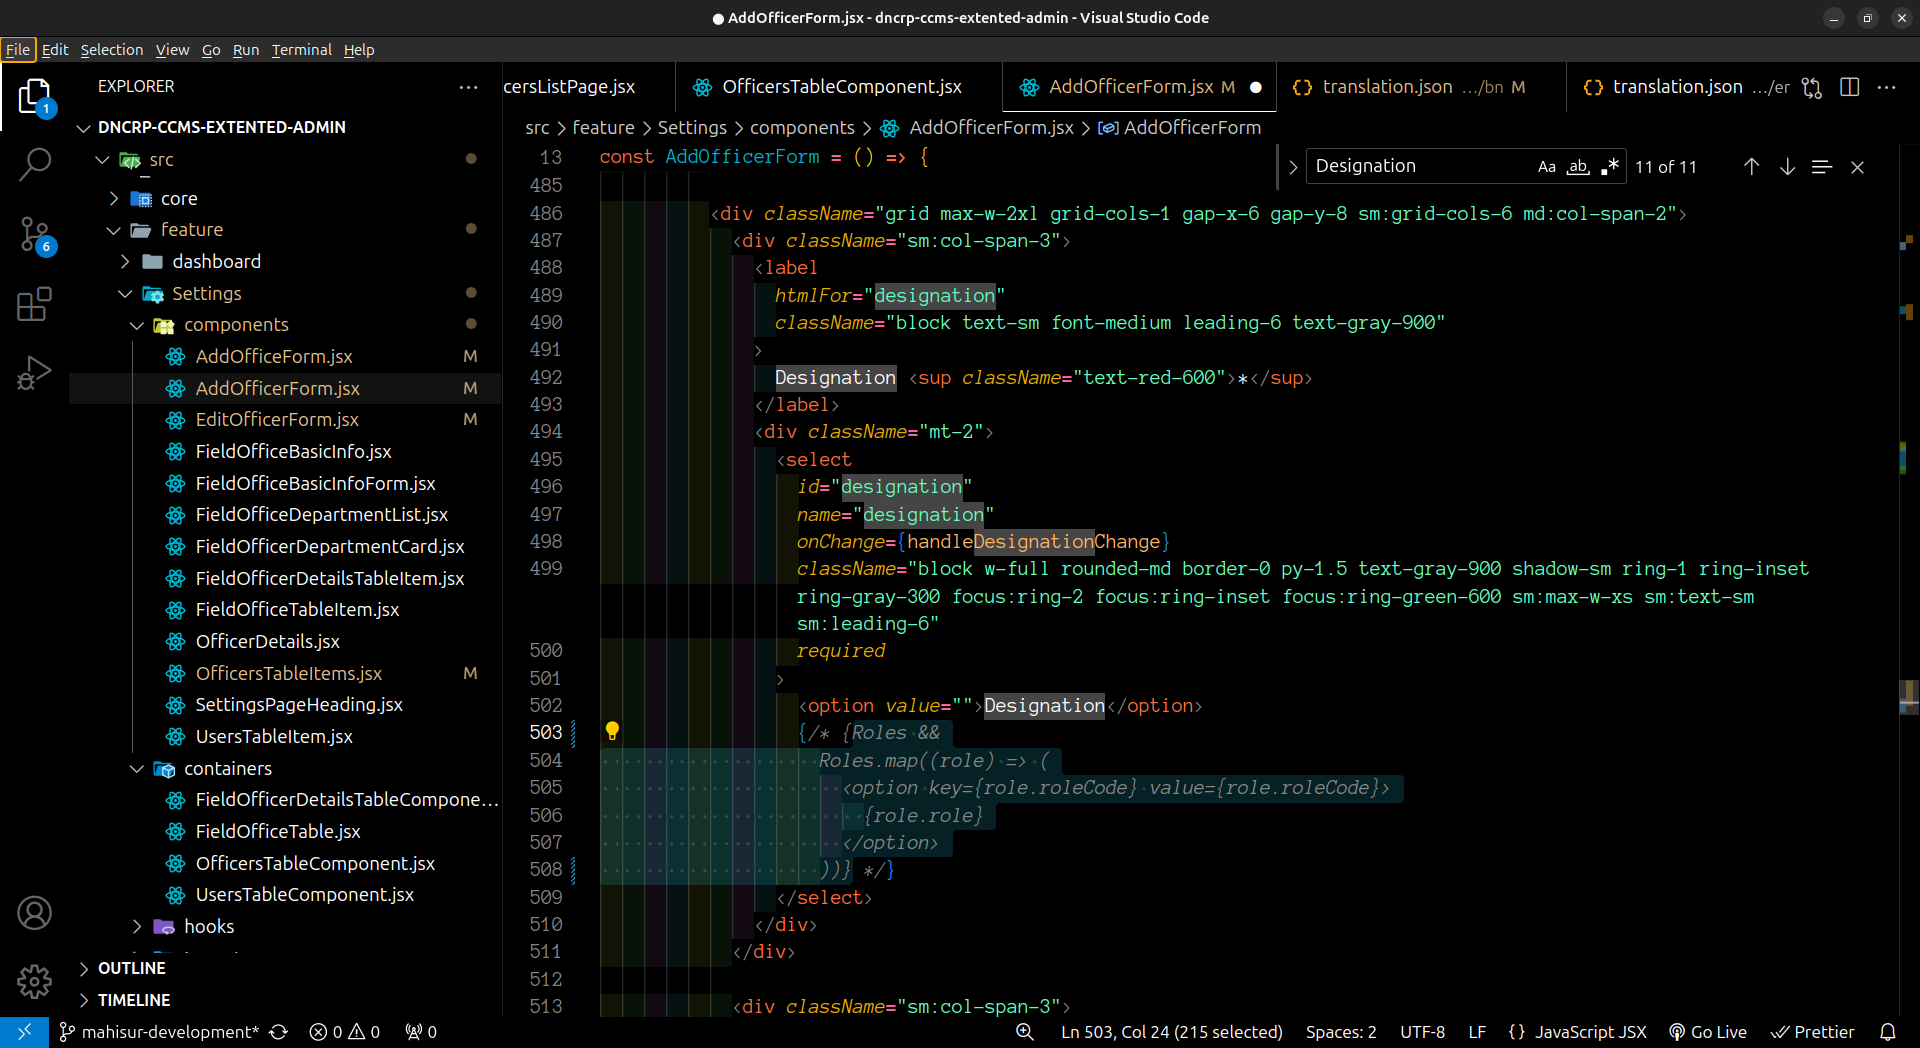 AddOfficerForm.jsx - dncrp-ccms-extented-admin - Visual Studio Code
File Edit Selection View Go Run Terminal Help
EXPLORER
DNCRP-CCMS-EXTENTED-ADMIN
src
core
feature
dashboard
Settings
components
AddOfficeForm.jsx M
AddOfficerForm.jsx M
EditOfficerForm.jsx M
FieldOfficeBasicInfo.jsx
FieldOfficeBasicInfoForm.jsx
FieldOfficeDepartmentList.jsx
FieldOfficerDepartmentCard.jsx
FieldOfficerDetailsTableItem.jsx
FieldOfficeTableItem.jsx
OfficerDetails.jsx
OfficersTableItems.jsx M
SettingsPageHeading.jsx
UsersTableItem.jsx
containers
FieldOfficerDetailsTableCompone...
FieldOfficeTable.jsx
OfficersTableComponent.jsx
UsersTableComponent.jsx
hooks
OUTLINE
TIMELINE
1
6
cersListPage.jsx OfficersTableComponent.jsx AddOfficerForm.jsx M translation.json .../bn M translation.json .../er
src > feature > Settings > components > AddOfficerForm.jsx > AddOfficerForm
Designation Aa ab 11 of 11
13 const AddOfficerForm = () => {
485
486 <div className="grid max-w-2xl grid-cols-1 gap-x-6 gap-y-8 sm:grid-cols-6 md:col-span-2">
487 <div className="sm:col-span-3">
488 <label
489 htmlFor="designation"
490 className="block text-sm font-medium leading-6 text-gray-900"
491 >
492 Designation <sup className="text-red-600">*</sup>
493 </label>
494 <div className="mt-2">
495 <select
496 id="designation"
497 name="designation"
498 onChange={handleDesignationChange}
499 className="block w-full rounded-md border-0 py-1.5 text-gray-900 shadow-sm ring-1 ring-inset
ring-gray-300 focus:ring-2 focus:ring-inset focus:ring-green-600 sm:max-w-xs sm:text-sm
sm:leading-6"
500 required
501 >
502 <option value="">Designation</option>
503 {/* {Roles &&
504 Roles.map((role) => (
505 <option key={role.roleCode} value={role.roleCode}>
506 {role.role}
507 </option>
508 ))} */}
509 </select>
510 </div>
511 </div>
512
513 <div className="sm:col-span-3">
mahisur-development* 0 0 0 Ln 503, Col 24 (215 selected) Spaces: 2 UTF-8 LF {} JavaScript JSX Go Live Prettier